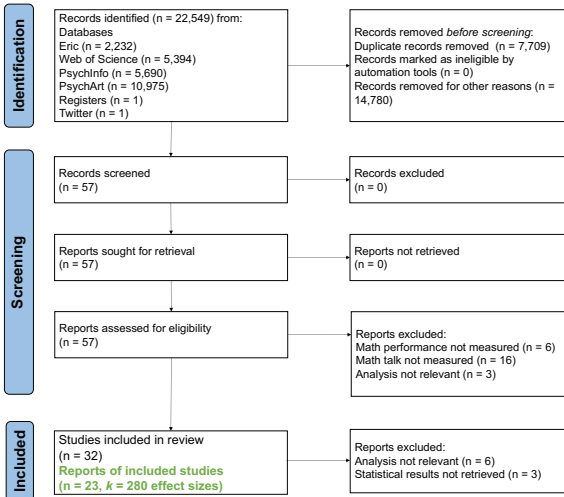 Identification
Records identified (n = 22,549) from:
Databases
Eric (n = 2,232)
Web of Science (n = 5,394)
PsychInfo (n = 5,690)
PsychArt (n = 10,975)
Registers (n = 1)
Twitter (n = 1)
Records removed before screening:
Duplicate records removed (n = 7,709)
Records marked as ineligible by
automation tools (n = 0)
Records removed for other reasons (n =
14,780)
Screening
Records screened
(n = 57)
Records excluded
(n = 0)
Reports sought for retrieval
(n = 57)
Reports not retrieved
(n = 0)
Reports assessed for eligibility
(n = 57)
Reports excluded:
Math performance not measured (n = 6)
Math talk not measured (n = 16)
Analysis not relevant (n = 3)
Included
Studies included in review
(n = 32)
Reports of included studies
(n = 23, k = 280 effect sizes)
Reports excluded:
Analysis not relevant (n = 6)
Statistical results not retrieved (n = 3)